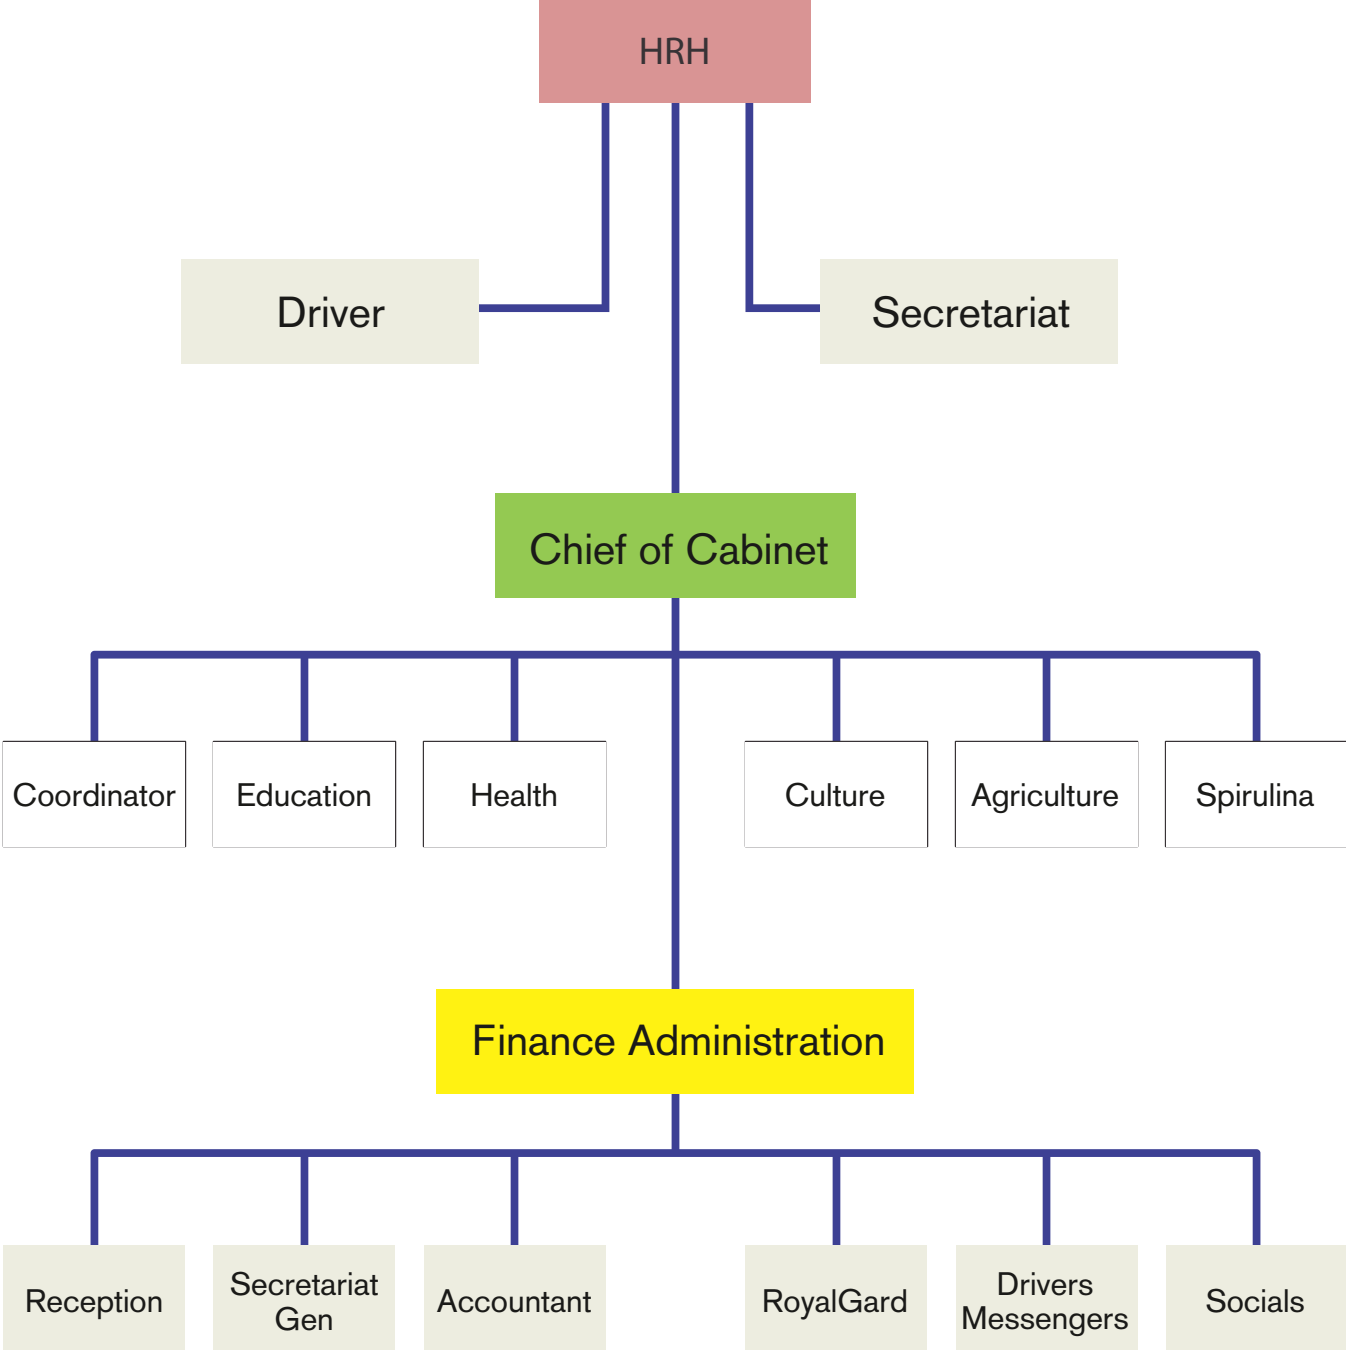 HRH
Driver
Secretariat
Chief of Cabinet
Coordinator
Education
Health
Culture
Agriculture
Spirulina
Finance Administration
Reception
Secretariat
Gen
Accountant
RoyalGard
Drivers
Messengers
Socials